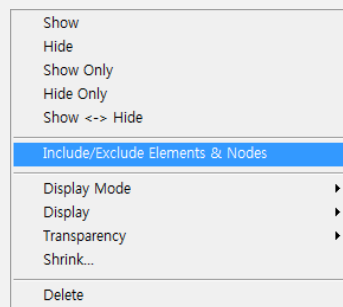 Show
Hide
Show Only
Hide Only
Show <-> Hide
Include/Exclude Elements & Nodes
Display Mode
Display
Transparency
Shrink...
Delete